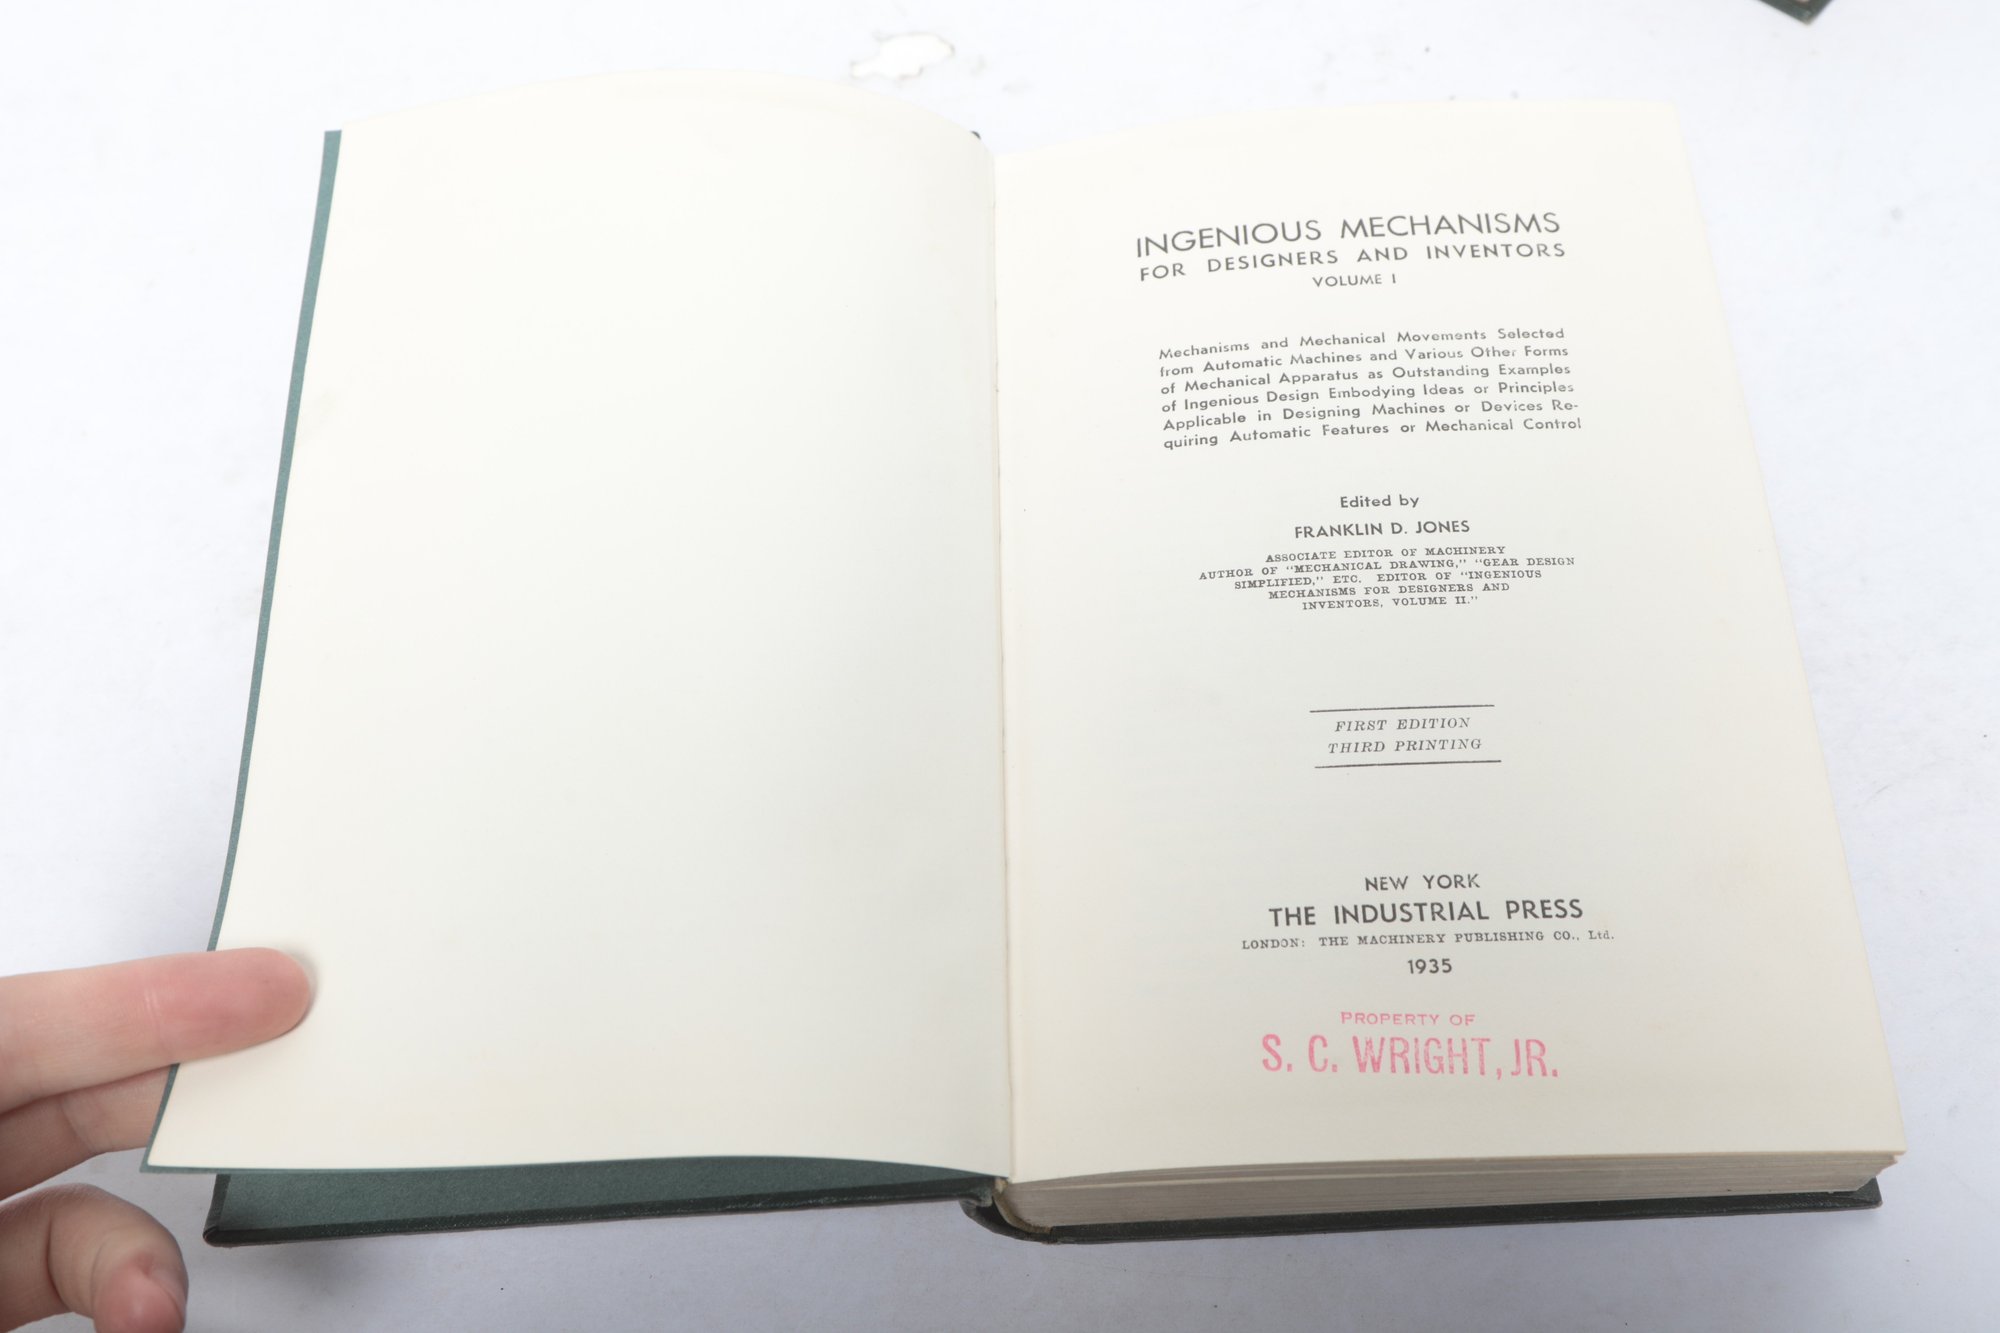 INGENIOUS MECHANISMS
FOR DESIGNERS AND INVENTORS
VOLUME I
Mechanisms and Mechanical Movements Selected
from Automatic Machines and Various Other Forms
of Mechanical Apparatus as Outstanding Examples
of Ingenious Design Embodying Ideas or Principles
Applicable in Designing Machines or Devices Re-
quiring Automatic Features or Mechanical Control
Edited by
FRANKLIN D. JONES
ASSOCIATE EDITOR OF MACHINERY
AUTHOR OF "MECHANICAL DRAWING," "GEAR DESIGN
SIMPLIFIED," ETC. EDITOR OF "INGENIOUS
MECHANISMS FOR DESIGNERS AND
INVENTORS, VOLUME II."
FIRST EDITION
THIRD PRINTING
NEW YORK
THE INDUSTRIAL PRESS
LONDON: THE MACHINERY PUBLISHING CO., Ltd.
1935
PROPERTY OF
S. C. WRIGHT, JR.